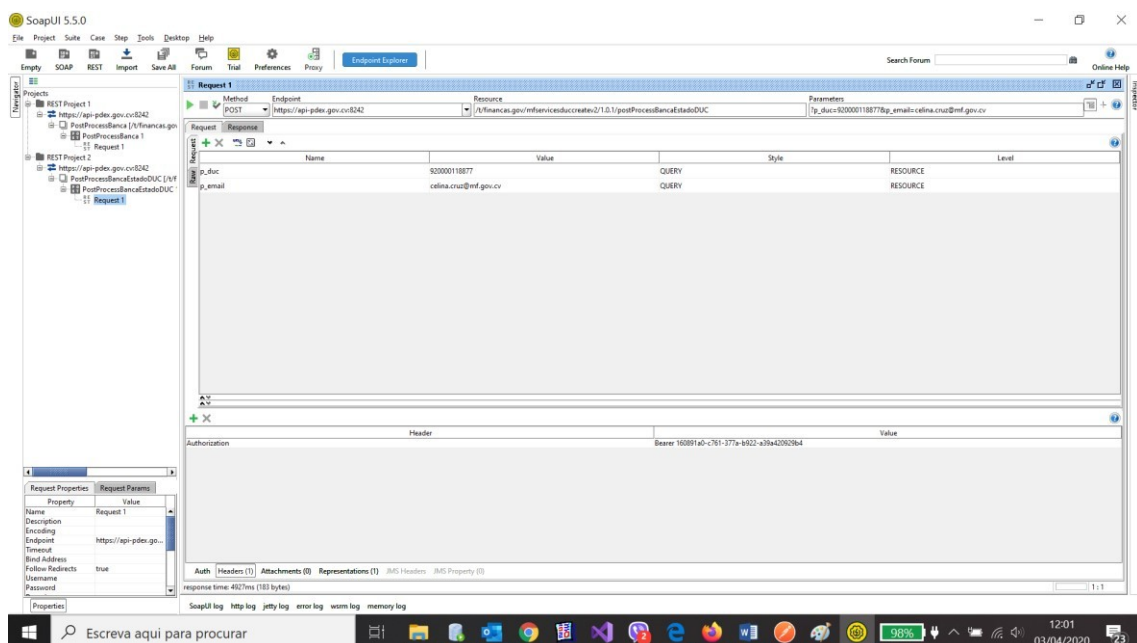 SoapUI 5.5.0
File Project Suite Case Step Tools Desktop Help
Empty SOAP REST Import Save All Forum Trial Preferences Proxy Endpoint Explorer Search Forum Online Help
Navigator
Projects
REST Project 1
https://api-pdex.gov.cv:8242
PostProcessBanca [/t/financas.gov
PostProcessBanca 1
Request 1
REST Project 2
https://api-pdex.gov.cv:8242
PostProcessBancaEstadoDUC [/t/f
PostProcessBancaEstadoDUC
Request 1
Request 1
Method Endpoint Resource Parameters
POST https://api-pdex.gov.cv:8242 /t/financas.gov/mfservicesduccreatev2/1.0.1/postProcessBancaEstadoDUC ?p_duc=920000118877&p_email=celina.cruz@mf.gov.cv
Request Response
Request
Raw
Name Value Style Level
p_duc 920000118877 QUERY RESOURCE
p_email celina.cruz@mf.gov.cv QUERY RESOURCE
Header Value
Authorization Bearer 160891a0-c761-377a-b922-a39a420929b4
Auth Headers (1) Attachments (0) Representations (1) JMS Headers JMS Property (0)
response time: 4927ms (183 bytes) 1 : 1
Inspector
Request Properties Request Params
Property Value
Name Request 1
Description
Encoding
Endpoint https://api-pdex.go...
Timeout
Bind Address
Follow Redirects true
Username
Password
Properties
SoapUI log http log jetty log error log wsrm log memory log
Escreva aqui para procurar
98%
12:01
03/04/2020
23